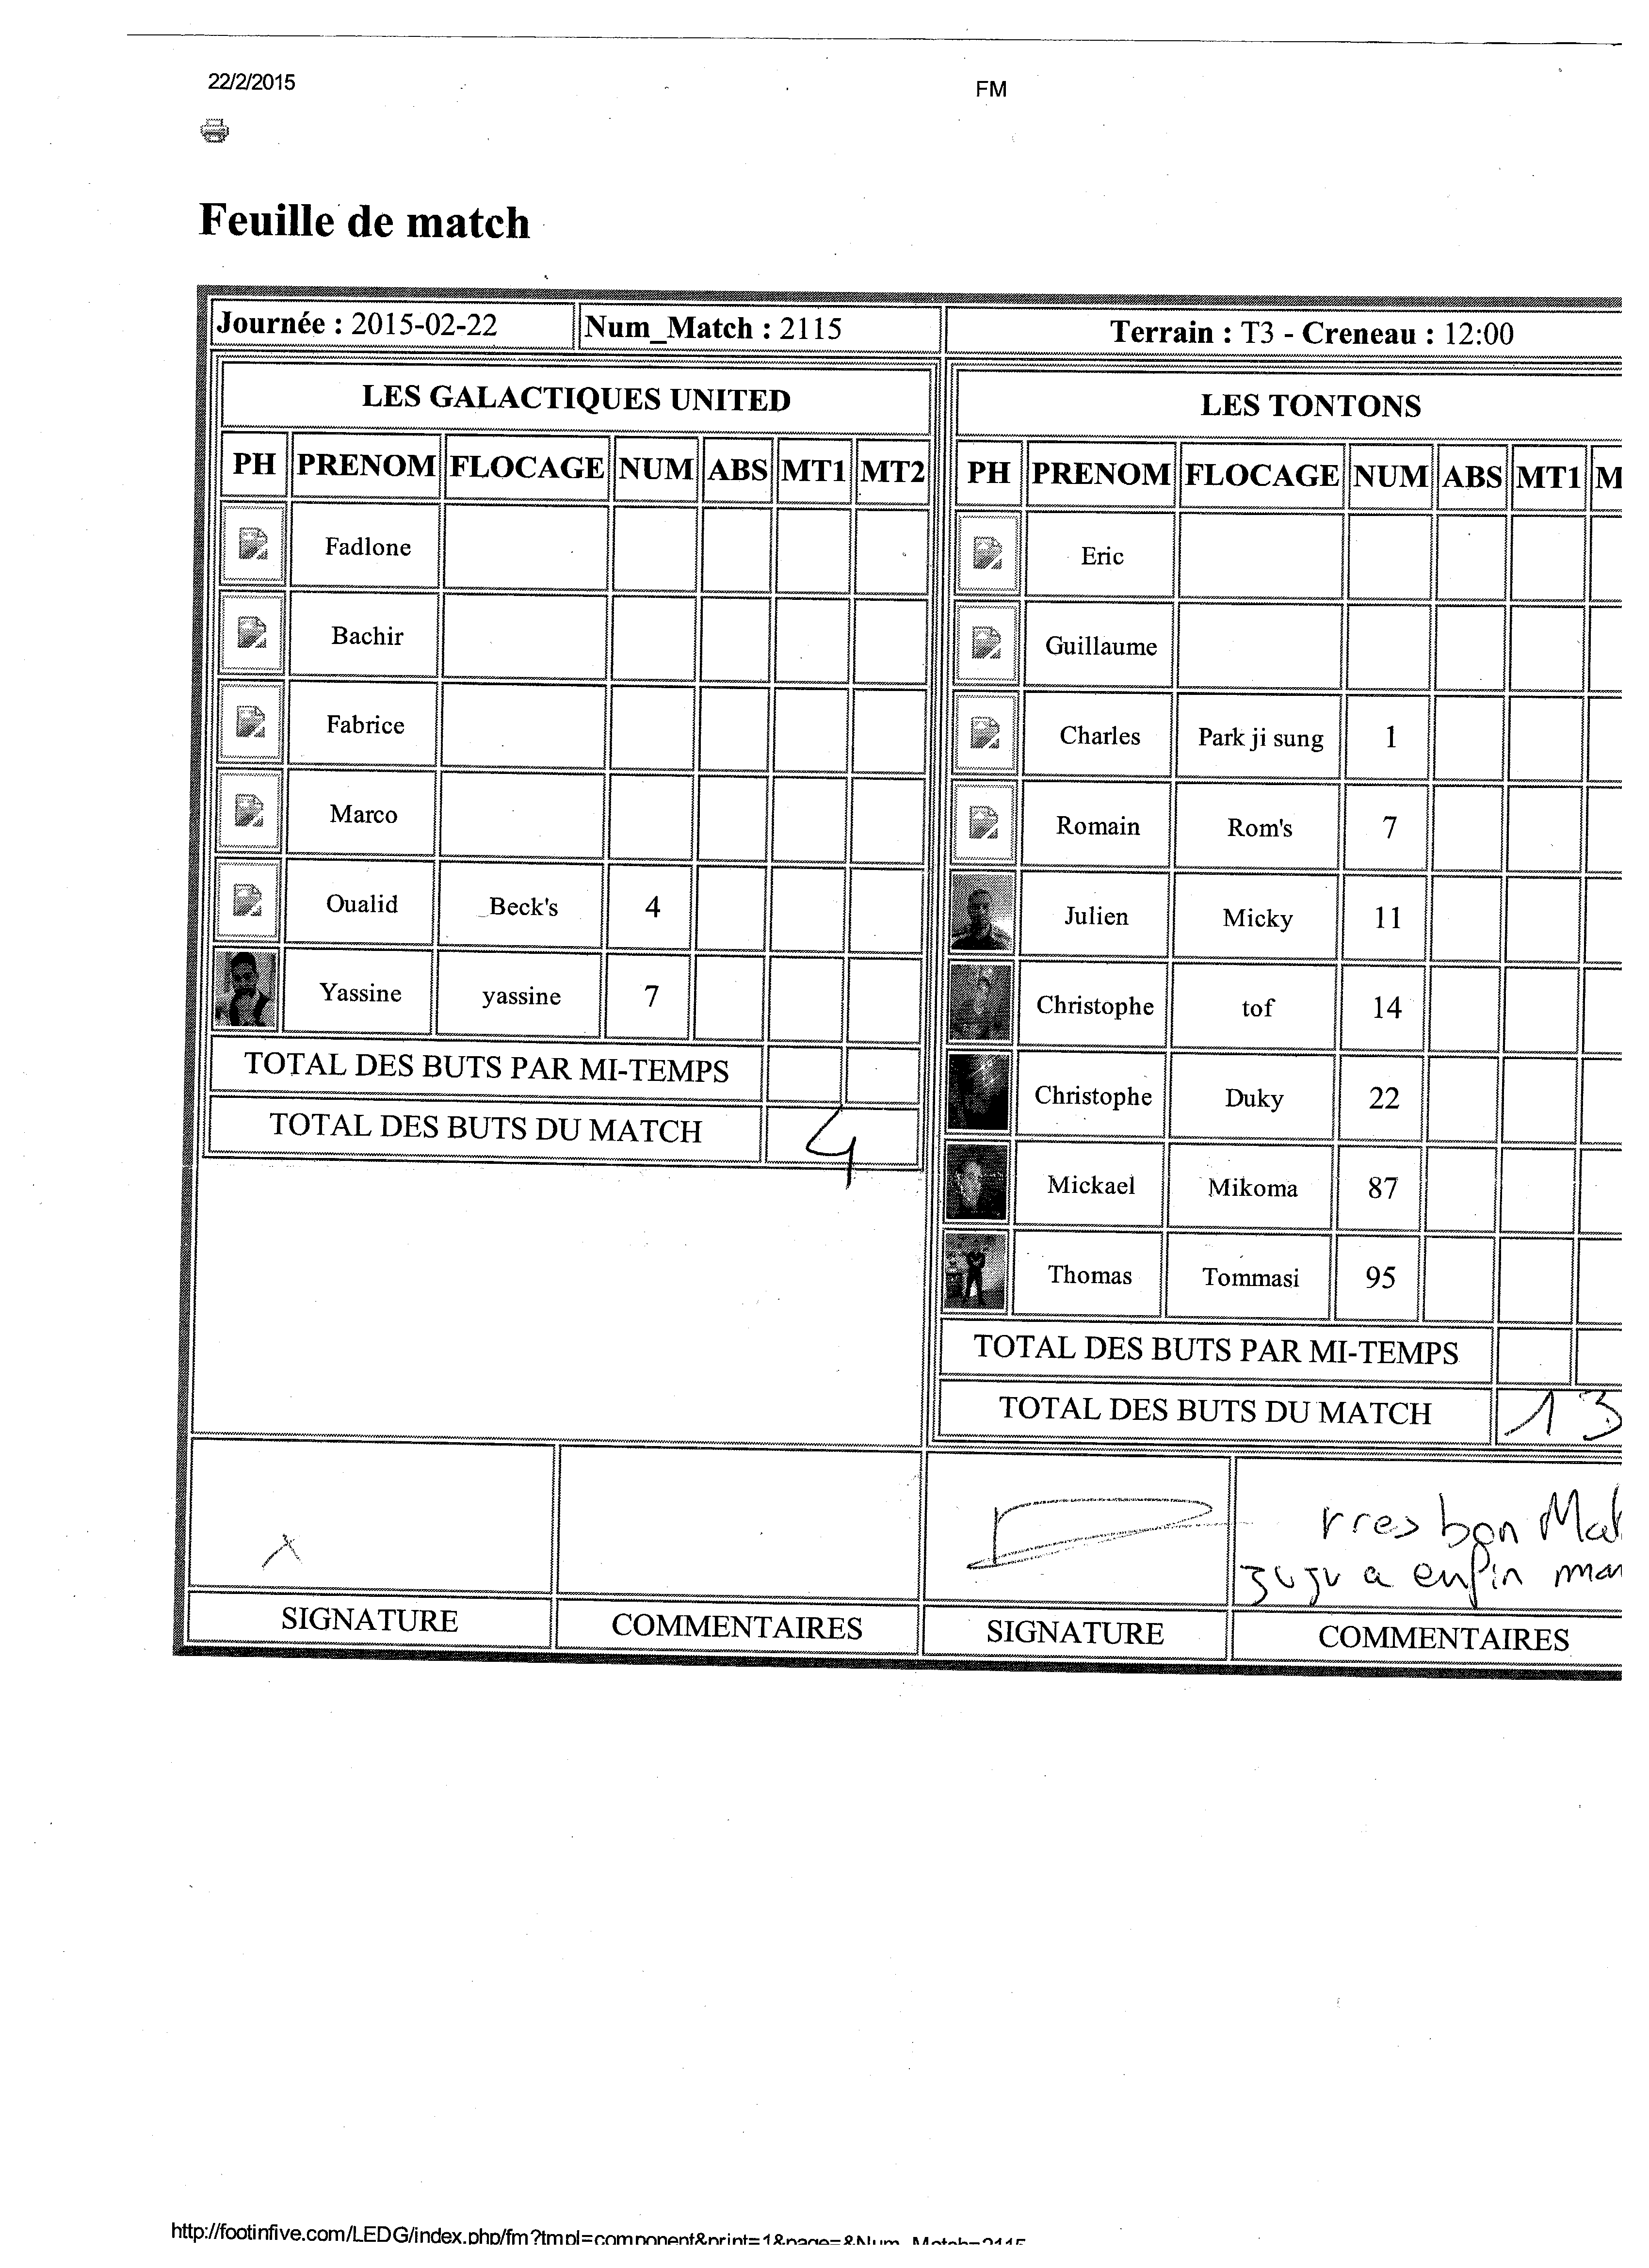 22/2/2015 FM
Feuille de match
Journée : 2015-02-22 Num_Match : 2115 Terrain : T3 - Creneau : 12:00
LES GALACTIQUES UNITED
PH PRENOM FLOCAGE NUM ABS MT1 MT2
Fadlone
Bachir
Fabrice
Marco
Oualid Beck's 4
Yassine yassine 7
TOTAL DES BUTS PAR MI-TEMPS
TOTAL DES BUTS DU MATCH 4
LES TONTONS
PH PRENOM FLOCAGE NUM ABS MT1 M
Eric
Guillaume
Charles Park ji sung 1
Romain Rom's 7
Julien Micky 11
Christophe tof 14
Christophe Duky 22
Mickael Mikoma 87
Thomas Tommasi 95
TOTAL DES BUTS PAR MI-TEMPS
TOTAL DES BUTS DU MATCH 13
X
bon
juju a enfin
SIGNATURE COMMENTAIRES SIGNATURE COMMENTAIRES
http://footinfive.com/LEDG/index.php/fm?tmpl=component&print=1&page=&Num_Match=2115